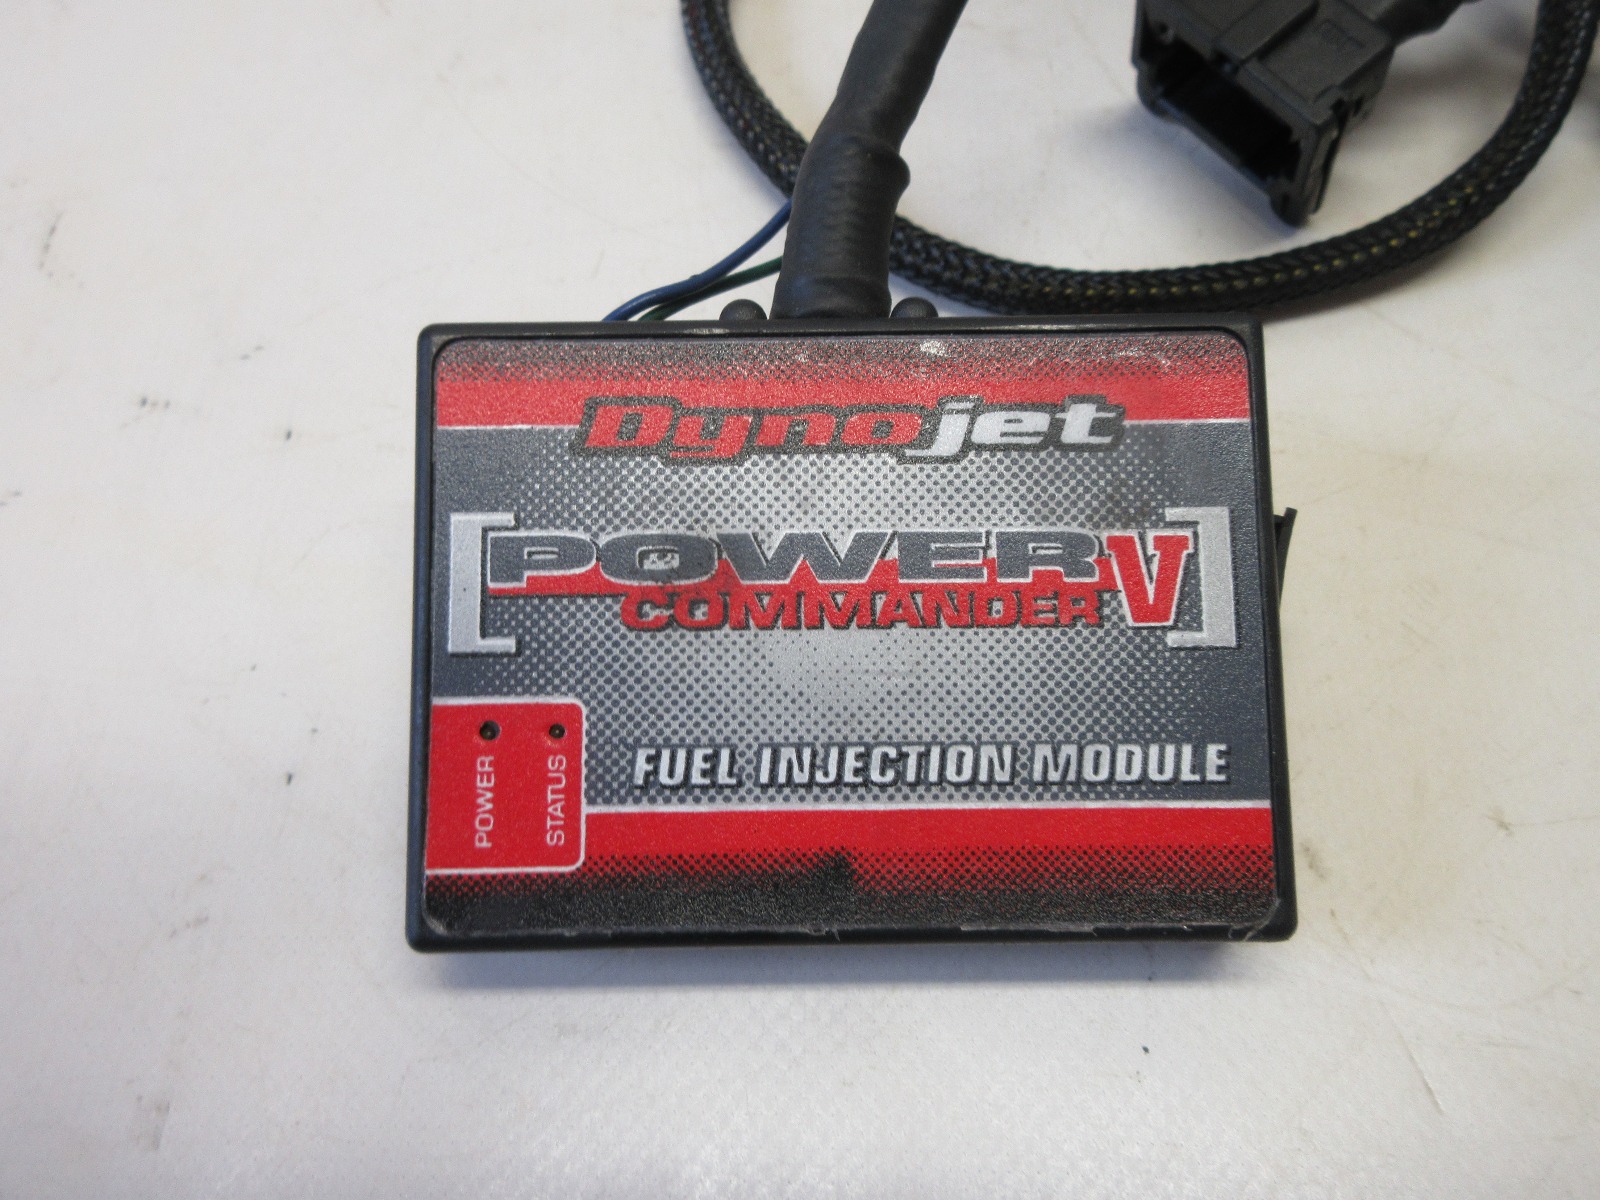 Dynojet
[POWER V]
COMMANDER
FUEL INJECTION MODULE
POWER
STATUS